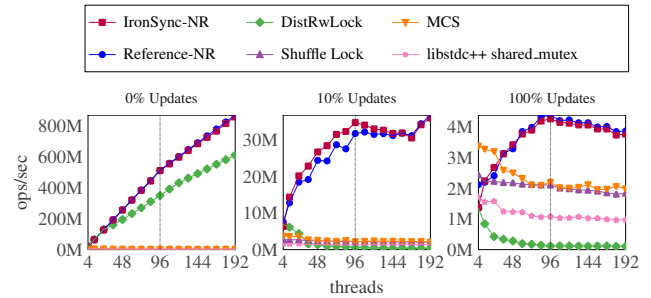 IronSync-NR DistRwLock MCS
Reference-NR Shuffle Lock libstdc++ shared_mutex
0% Updates 10% Updates 100% Updates
ops/sec
800M
600M
400M
200M
0M
4 48 96 144 192
30M
20M
10M
0M
4 48 96 144 192
4M
3M
2M
1M
0M
4 48 96 144 192
threads